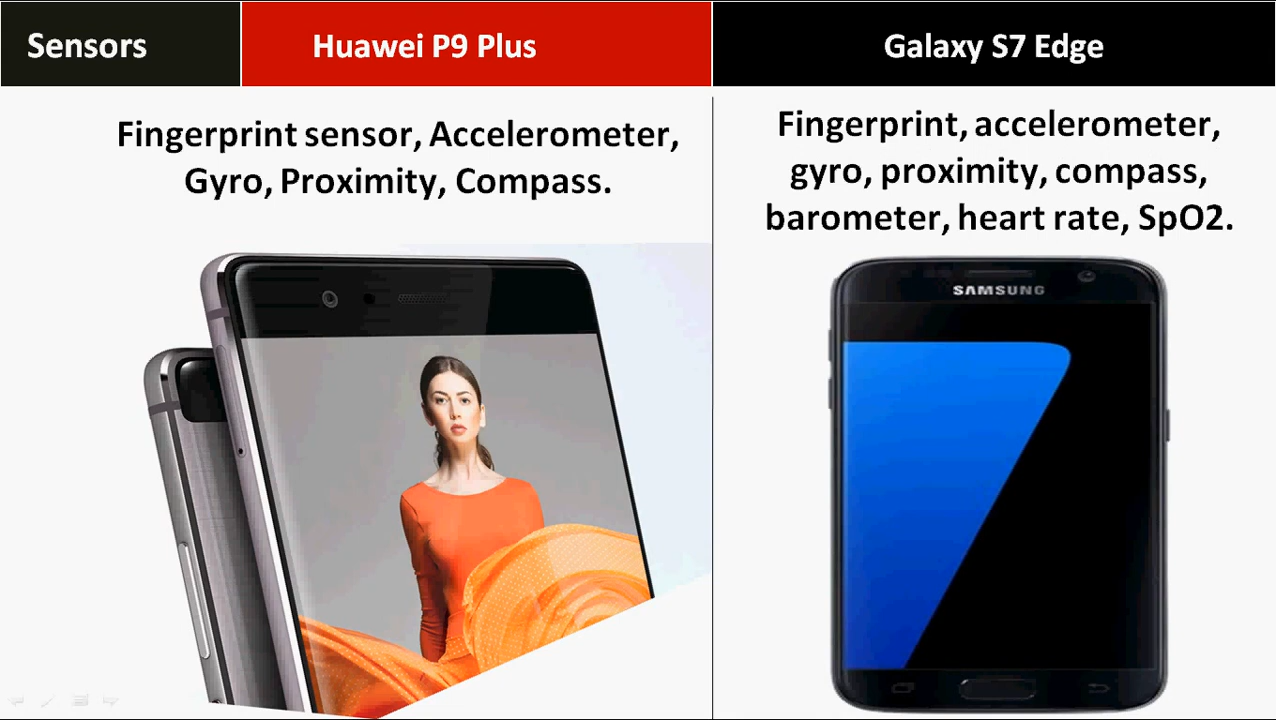 Sensors
Huawei P9 Plus
Galaxy S7 Edge
Fingerprint sensor, Accelerometer,
Gyro, Proximity, Compass.
Fingerprint, accelerometer,
gyro, proximity, compass,
barometer, heart rate, SpO2.
SAMSUNG